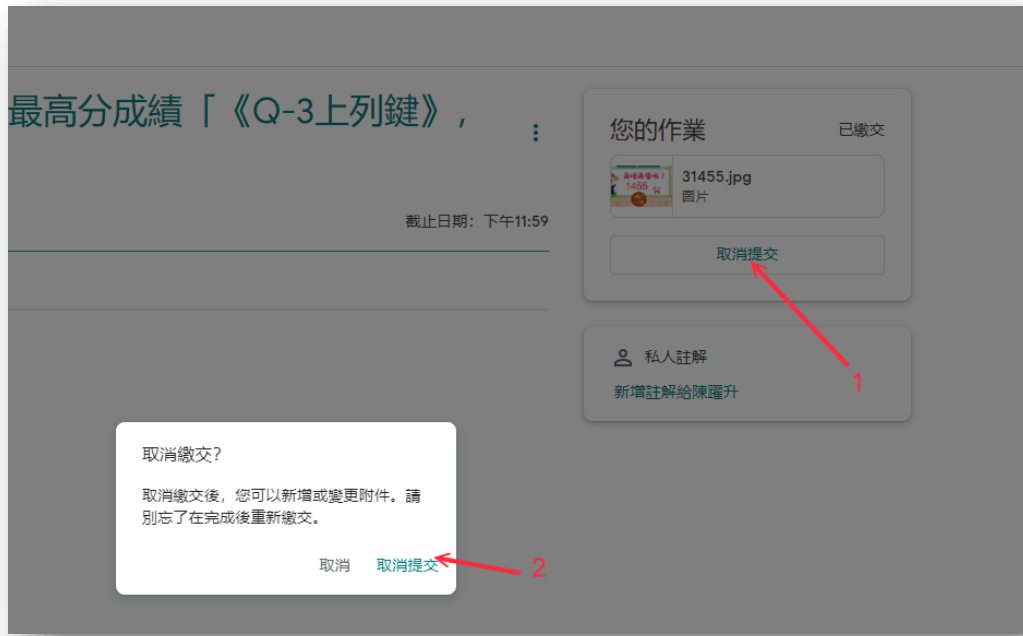 最高分成績「《Q-3上列鍵》,
截止日期：下午11:59
您的作業
已繳交
1455
31455.jpg
圖片
取消提交
1
私人註解
新增註解給陳躍升
取消繳交?
取消繳交後，您可以新增或變更附件。請
別忘了在完成後重新繳交。
取消 取消提交
2